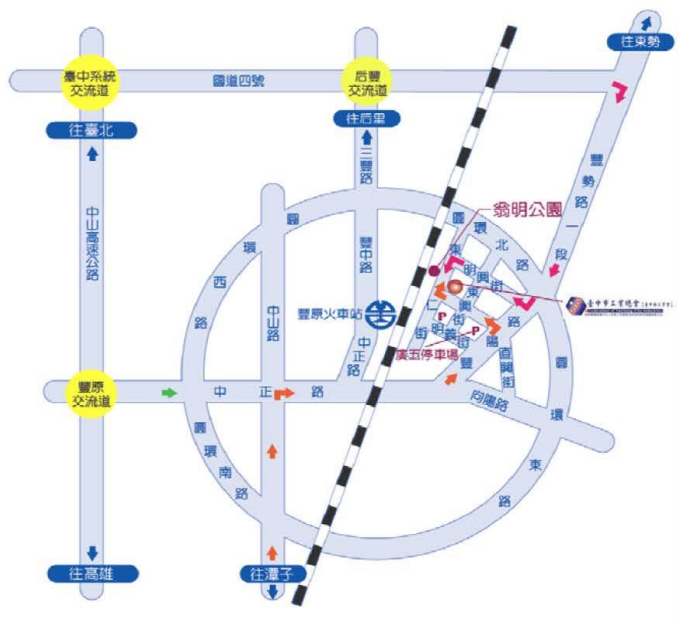 往東勢
臺中系統
交流道
國道四號
后豐
交流道
往臺北
往后里
三豐路
豐勢路一段
中山高速公路
翁明公園
圓環北路
圓環西路
豐中路
東仁街
明義街
東興街
明興街
豐原火車站
中山路
中正路
臺中市工業總會
P
P
廣五停車場
豐陽路
直興街
豐原
交流道
中正路
向陽路
圓環東路
圓環南路
往高雄
往潭子